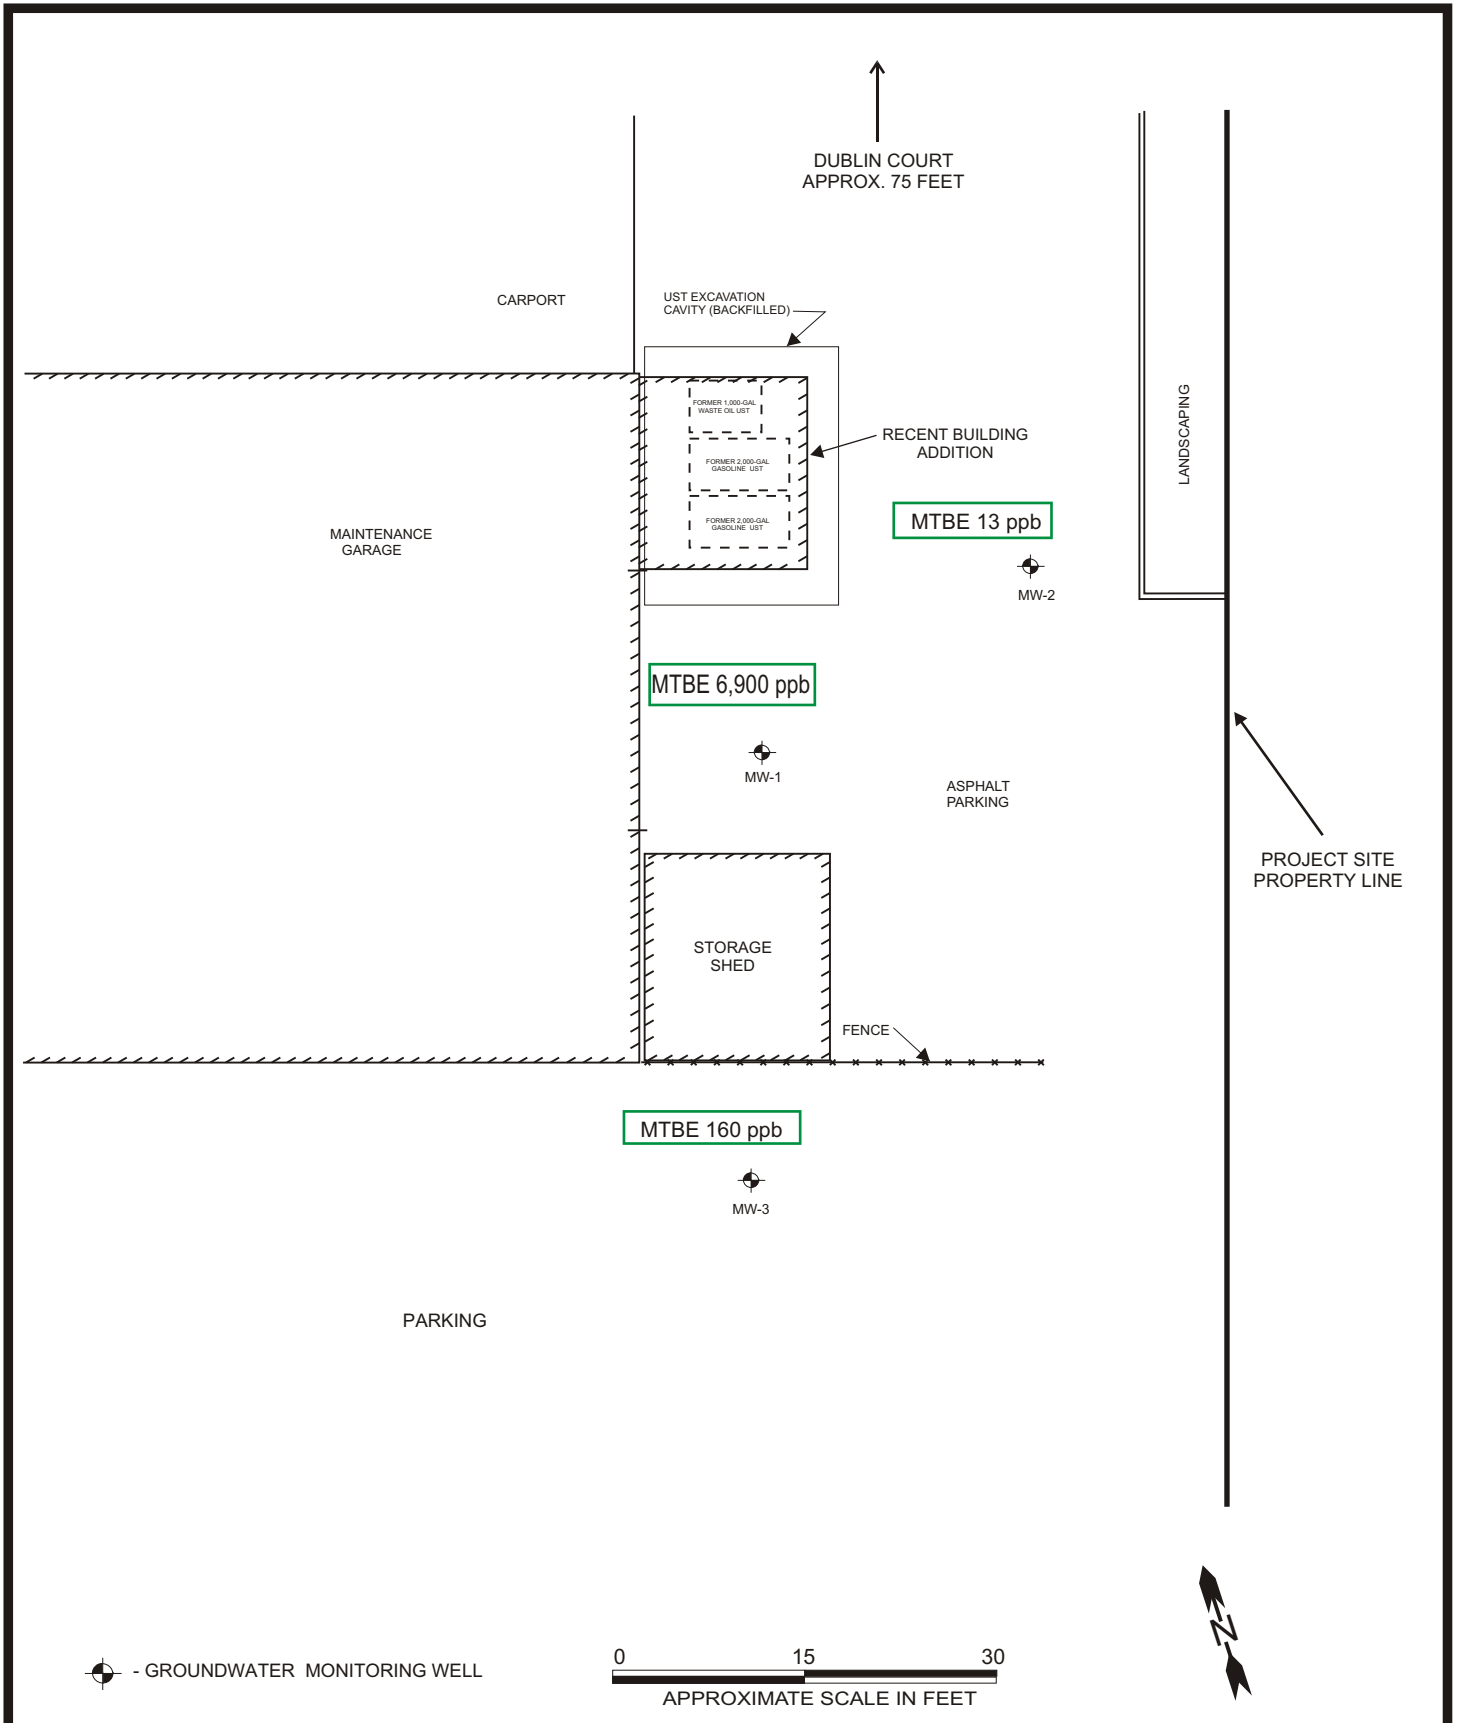 DUBLIN COURT
APPROX. 75 FEET
CARPORT
UST EXCAVATION
CAVITY (BACKFILLED)
FORMER 1,000-GAL
WASTE OIL UST
FORMER 2,000-GAL
GASOLINE UST
FORMER 2,000-GAL
GASOLINE UST
RECENT BUILDING
ADDITION
LANDSCAPING
MAINTENANCE
GARAGE
MTBE 13 ppb
MW-2
MTBE 6,900 ppb
MW-1
ASPHALT
PARKING
PROJECT SITE
PROPERTY LINE
STORAGE
SHED
FENCE
MTBE 160 ppb
MW-3
PARKING
N
- GROUNDWATER MONITORING WELL
0 15 30
APPROXIMATE SCALE IN FEET